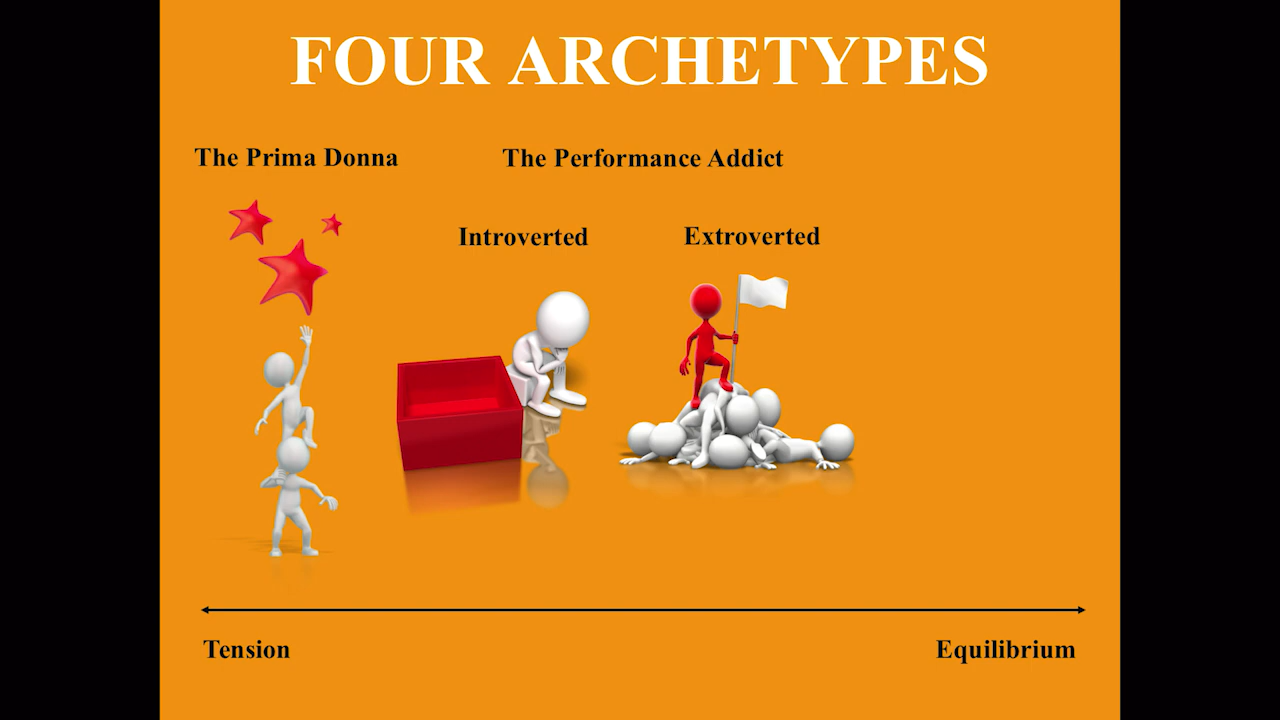 FOUR ARCHETYPES
The Prima Donna
The Performance Addict
Introverted
Extroverted
Tension
Equilibrium